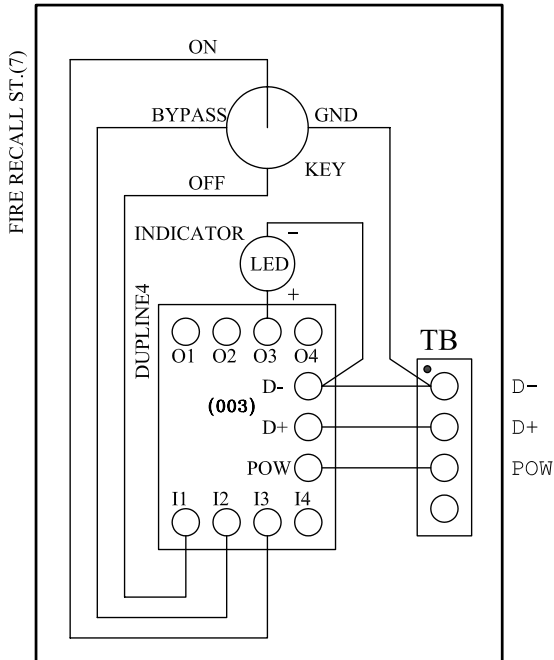 FIRE RECALL ST.(7)
ON
BYPASS
GND
KEY
OFF
INDICATOR
−
LED
+
DUPLINE4
TB
O1 O2 O3 O4
D-
D-
(003)
D+
D+
POW
POW
I1 I2 I3 I4